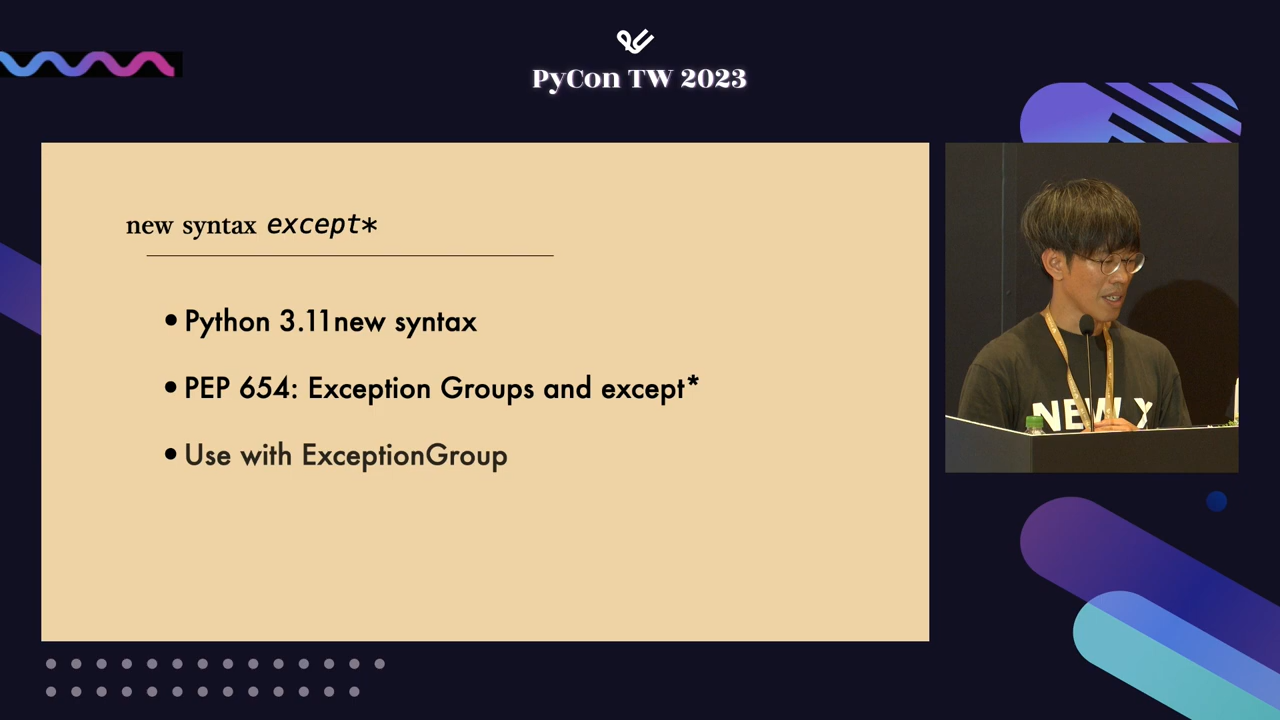 PyCon TW 2023
new syntax except*
Python 3.11new syntax
PEP 654: Exception Groups and except*
Use with ExceptionGroup